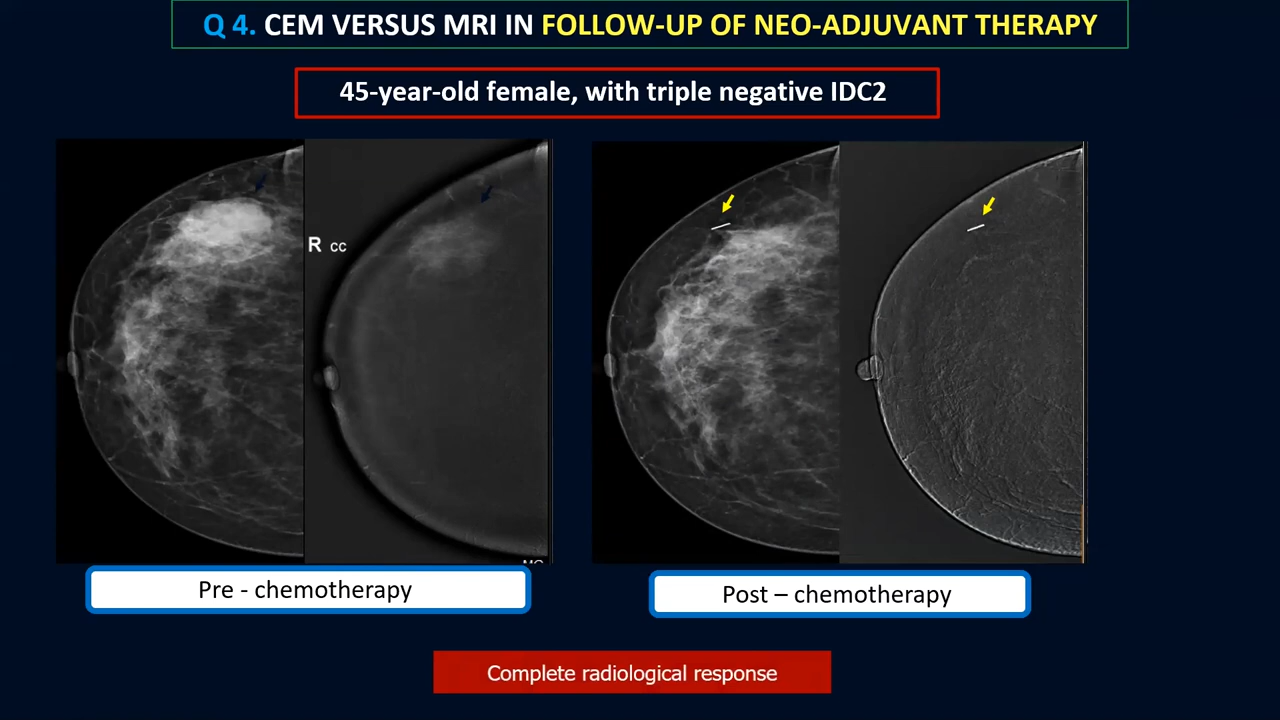 Q 4. CEM VERSUS MRI IN FOLLOW-UP OF NEO-ADJUVANT THERAPY
45-year-old female, with triple negative IDC2
R CC
Pre - chemotherapy
Post – chemotherapy
Complete radiological response